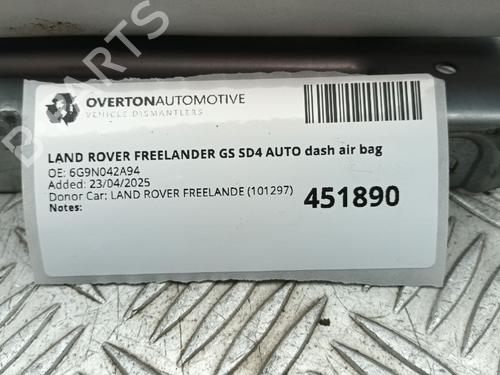 OVERTONAUTOMOTIVE
VEHICLE DISMANTLERS
LAND ROVER FREELANDER GS SD4 AUTO dash air bag
OE: 6G9N042A94
Added: 23/04/2025
Donor Car: LAND ROVER FREELANDE (101297)
Notes:
451890
PARTS